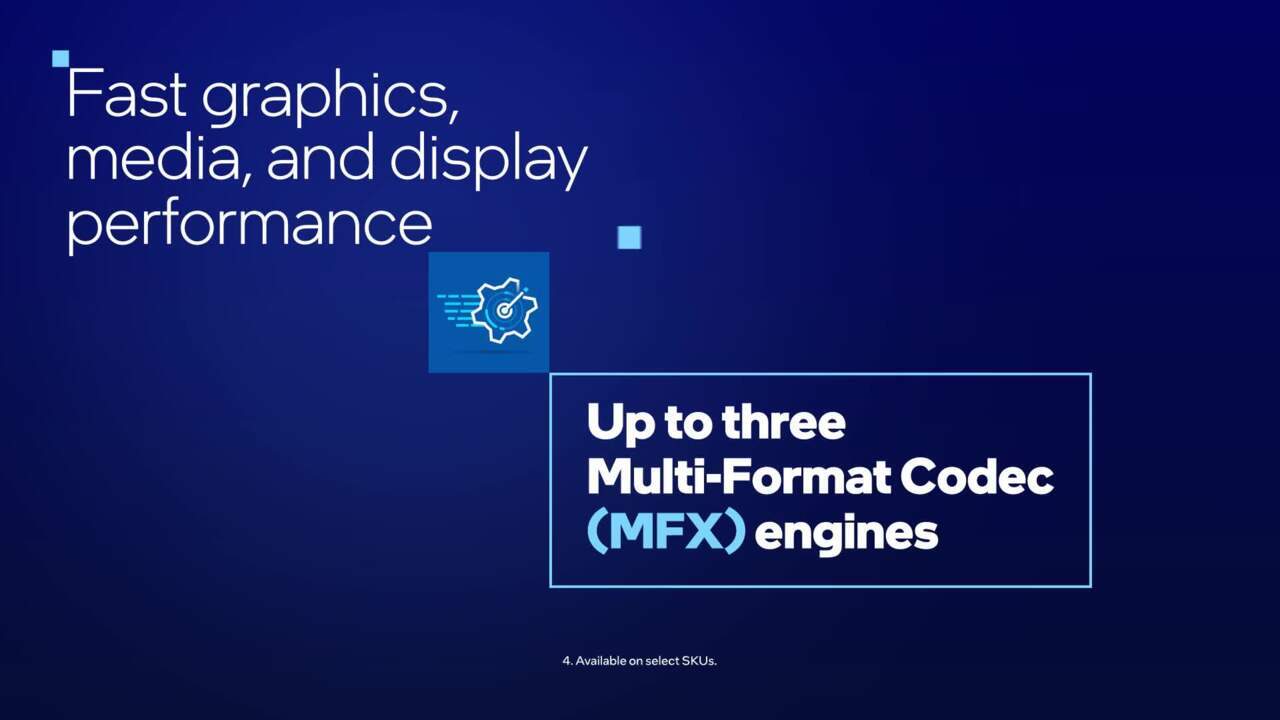 Fast graphics,
media, and display
performance
Up to three
Multi-Format Codec
(MFX) engines
4. Available on select SKUs.